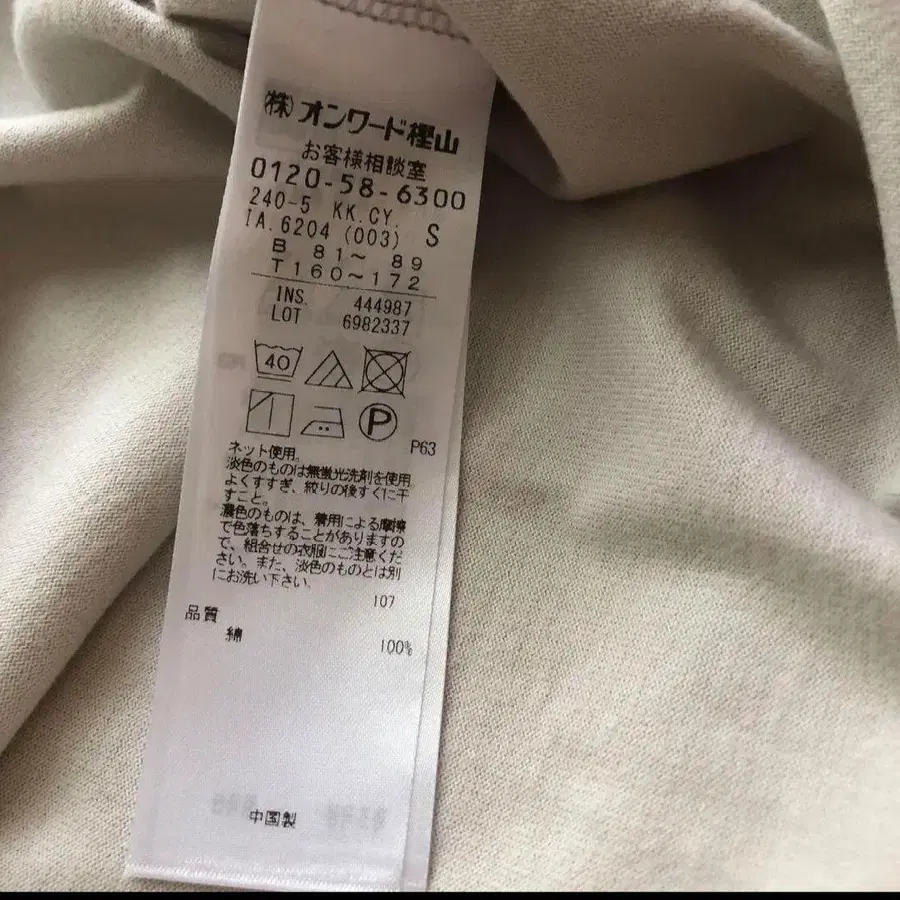 (株)オンワード樫山
お客様相談室
0120-58-6300
240-5 KK.CY.
IA.6204 (003) S
B 81〜 89
T160〜172
INS. 444987
LOT 6982337
40
P
P63
ネット使用。
淡色のものは無蛍光洗剤を使用
よくすすぎ、絞りの後すぐに干
すこと。
濃色のものは、着用による摩擦
で色落ちすることがありますの
で、組合せの衣服にご注意くだ
さい。また、淡色のものとは別
にお洗い下さい。
107
品質
綿 100%
中国製